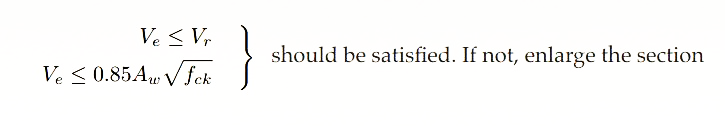 V_e ≤ V_r
V_e ≤ 0.85A_w√f_ck
} should be satisfied. If not, enlarge the section